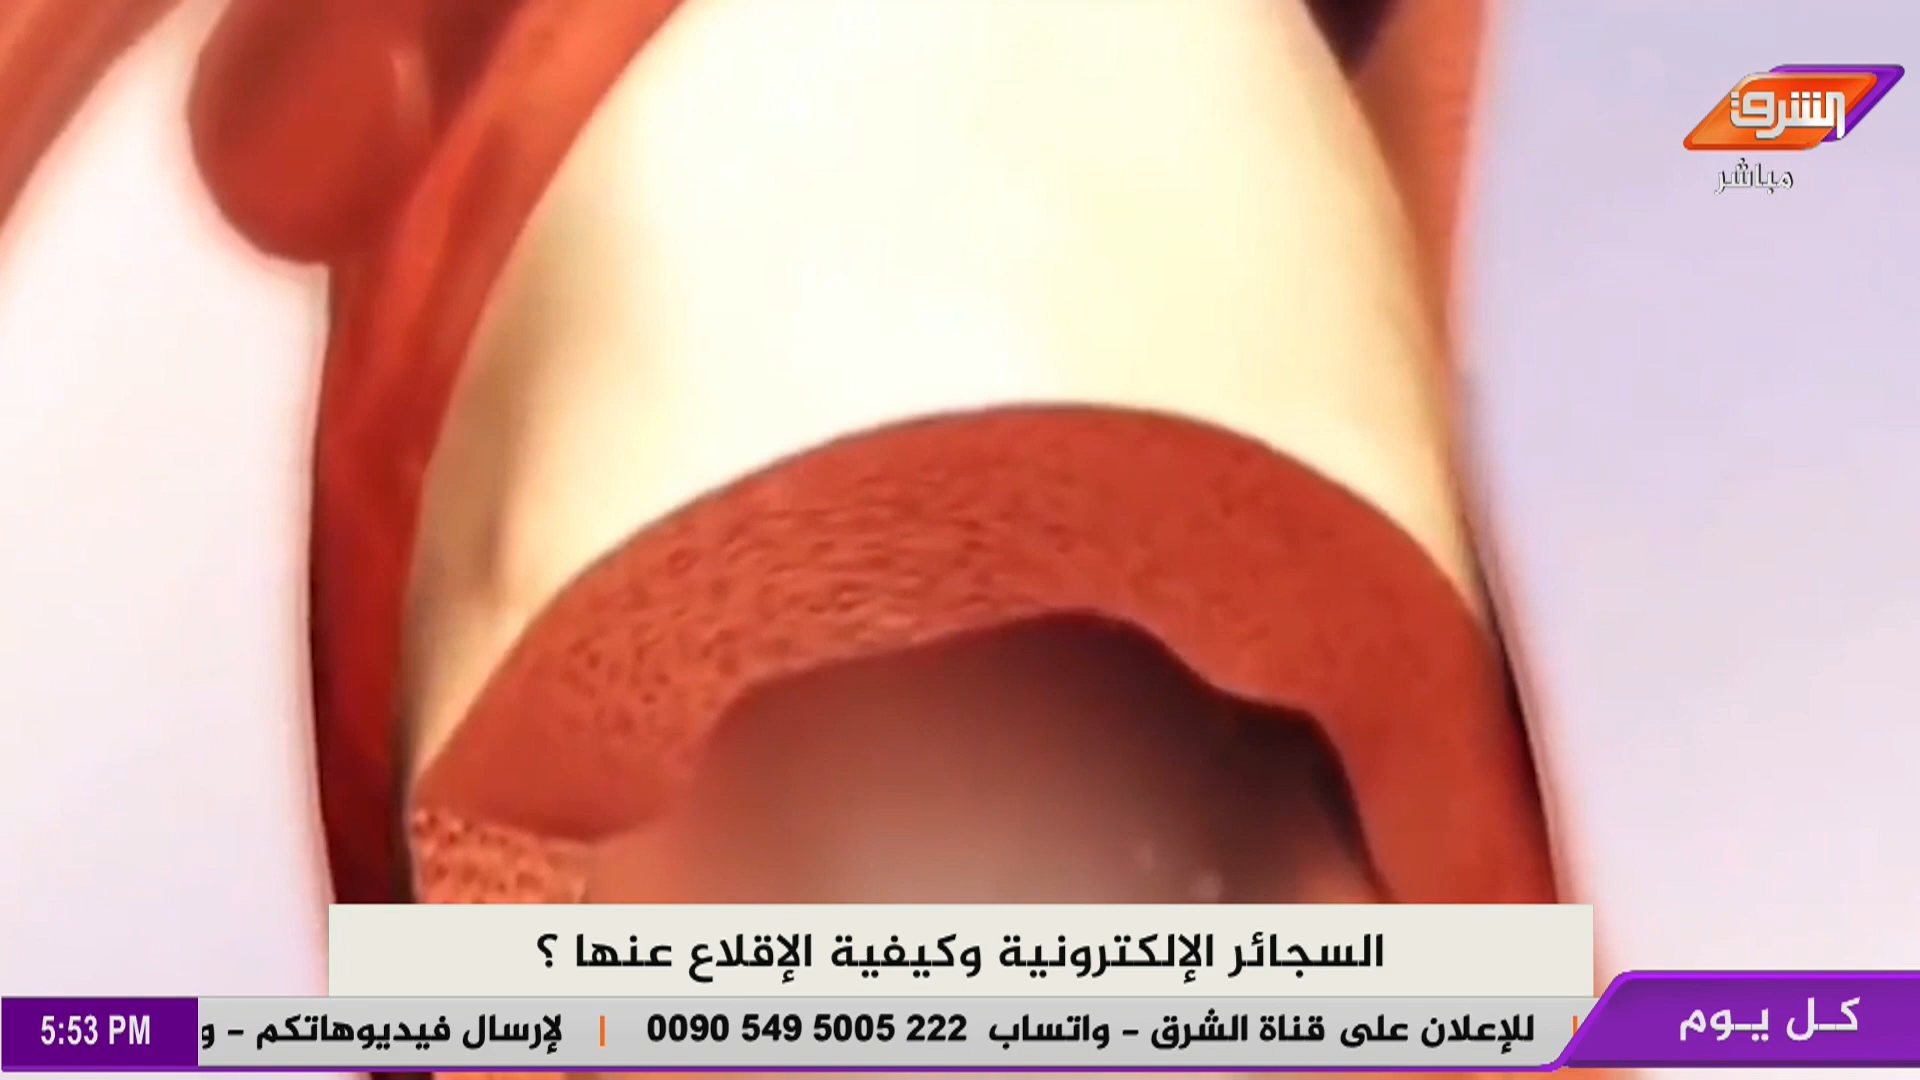 الشرق
مباشر
السجائر الإلكترونية وكيفية الإقلاع عنها ؟
كل يوم
للإعلان على قناة الشرق - واتساب 222 5005 549 0090 | لإرسال فيديوهاتكم - و
5:53 PM